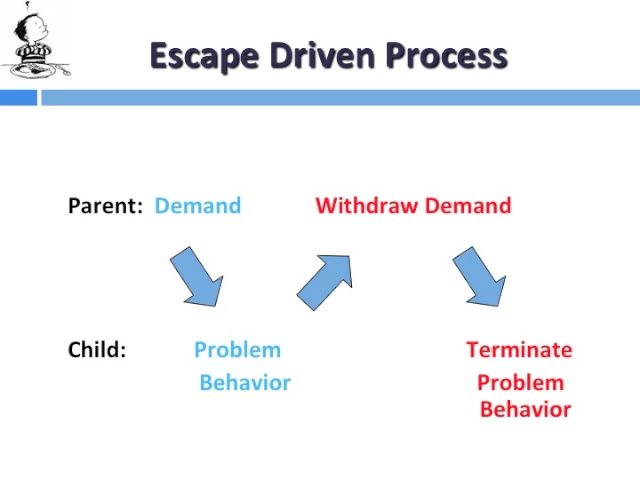 Escape Driven Process
Parent: Demand Withdraw Demand
Child: Problem Terminate
Behavior Problem
Behavior